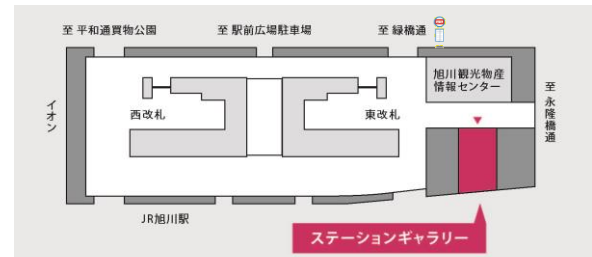 至 平和通買物公園
至 駅前広場駐車場
至 緑橋通
旭川観光物産
情報センター
至 永隆橋通
イオン
西改札
東改札
JR旭川駅
ステーションギャラリー